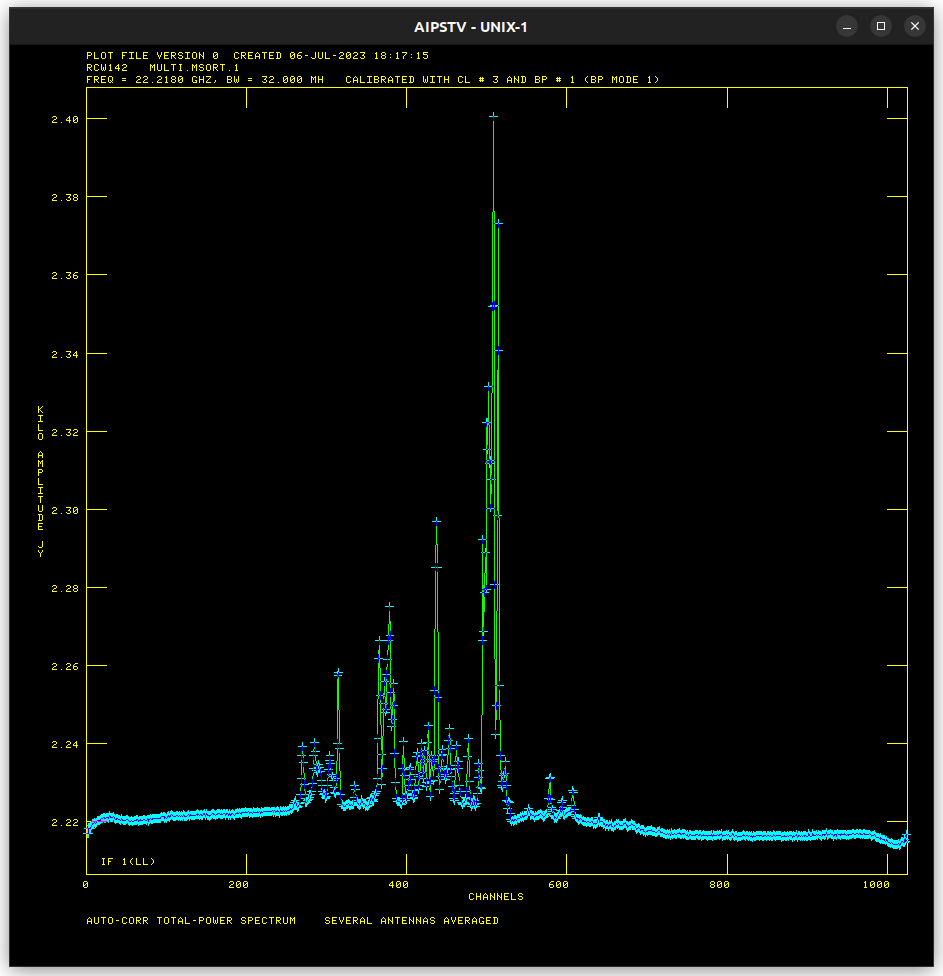 AIPSTV - UNIX-1
PLOT FILE VERSION 0  CREATED 06-JUL-2023 18:17:15
RCW142   MULTI.MSORT.1
FREQ = 22.2180 GHZ, BW = 32.000 MH   CALIBRATED WITH CL # 3 AND BP # 1 (BP MODE 1)
2.40
2.38
2.36
2.34
2.32
2.30
2.28
2.26
2.24
2.22
KILO AMPLITUDE JY
IF 1(LL)
0 200 400 600 800 1000
CHANNELS
AUTO-CORR TOTAL-POWER SPECTRUM    SEVERAL ANTENNAS AVERAGED